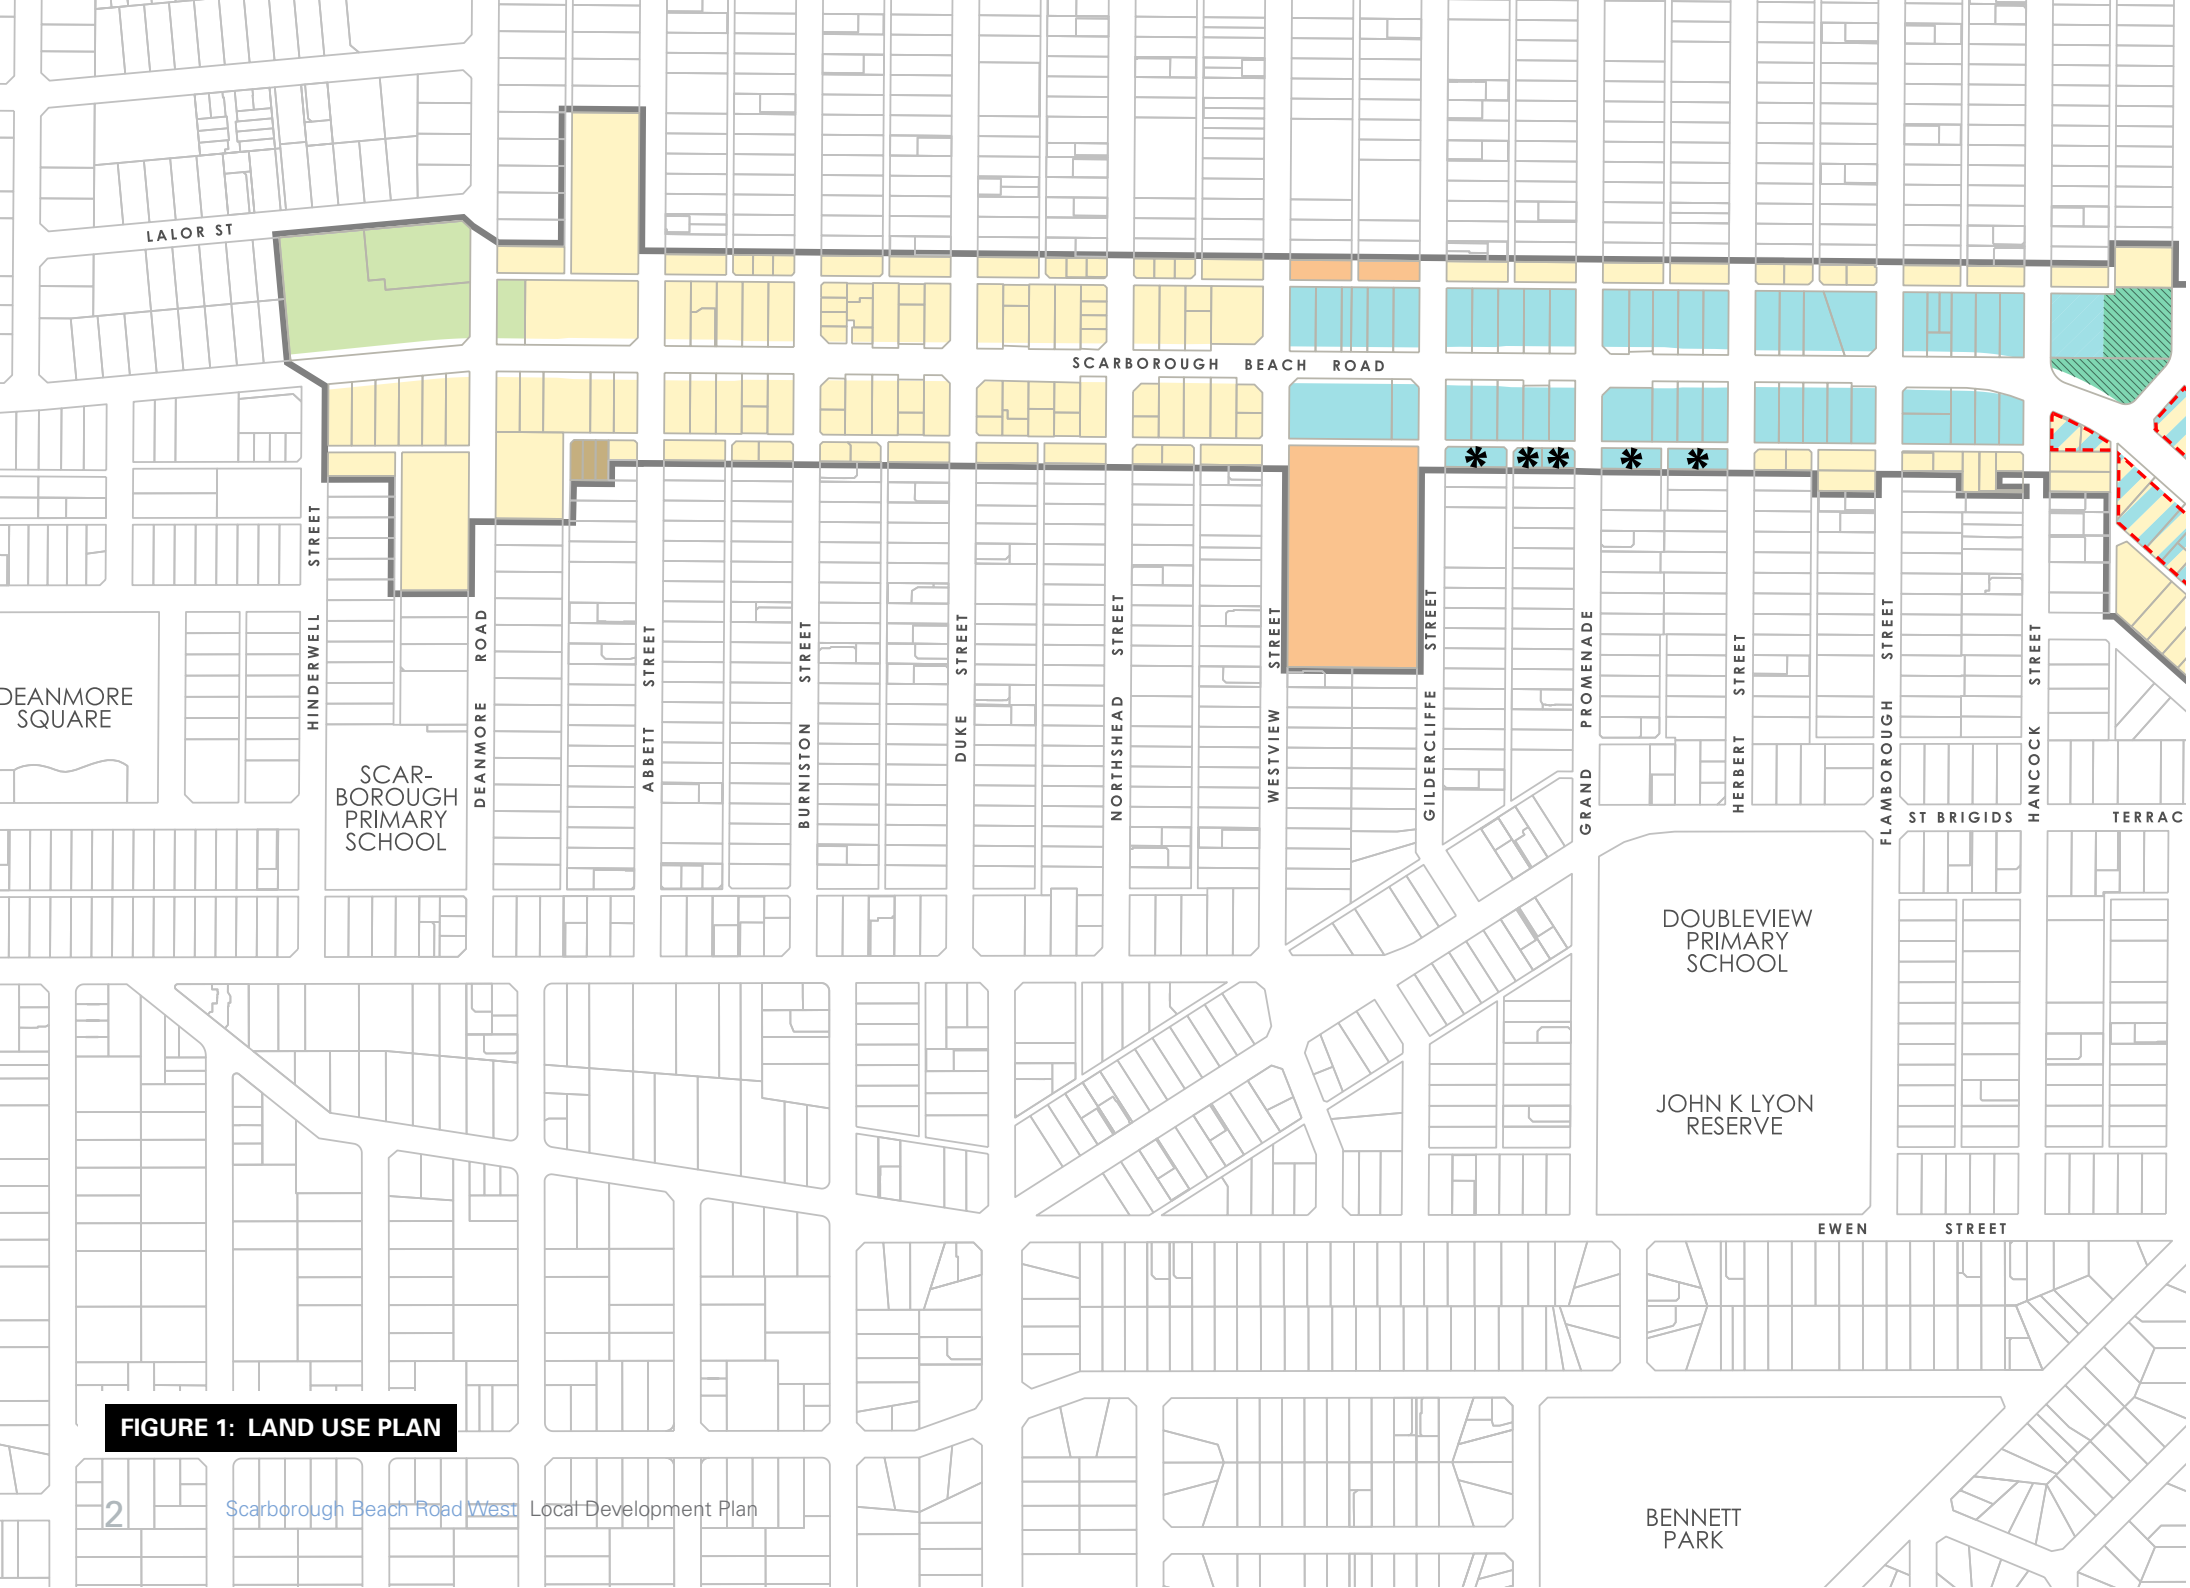 LALOR ST
SCARBOROUGH BEACH ROAD
HINDERWELL STREET
DEANMORE ROAD
ABBETT STREET
BURNISTON STREET
DUKE STREET
NORTHSHEAD STREET
WESTVIEW STREET
GILDERCLIFFE STREET
GRAND PROMENADE
HERBERT STREET
FLAMBOROUGH STREET
HANCOCK STREET
DEANMORE
SQUARE
SCAR-
BOROUGH
PRIMARY
SCHOOL
ST BRIGIDS TERRAC
DOUBLEVIEW
PRIMARY
SCHOOL
JOHN K LYON
RESERVE
EWEN STREET
FIGURE 1: LAND USE PLAN
2 Scarborough Beach Road West Local Development Plan
BENNETT
PARK